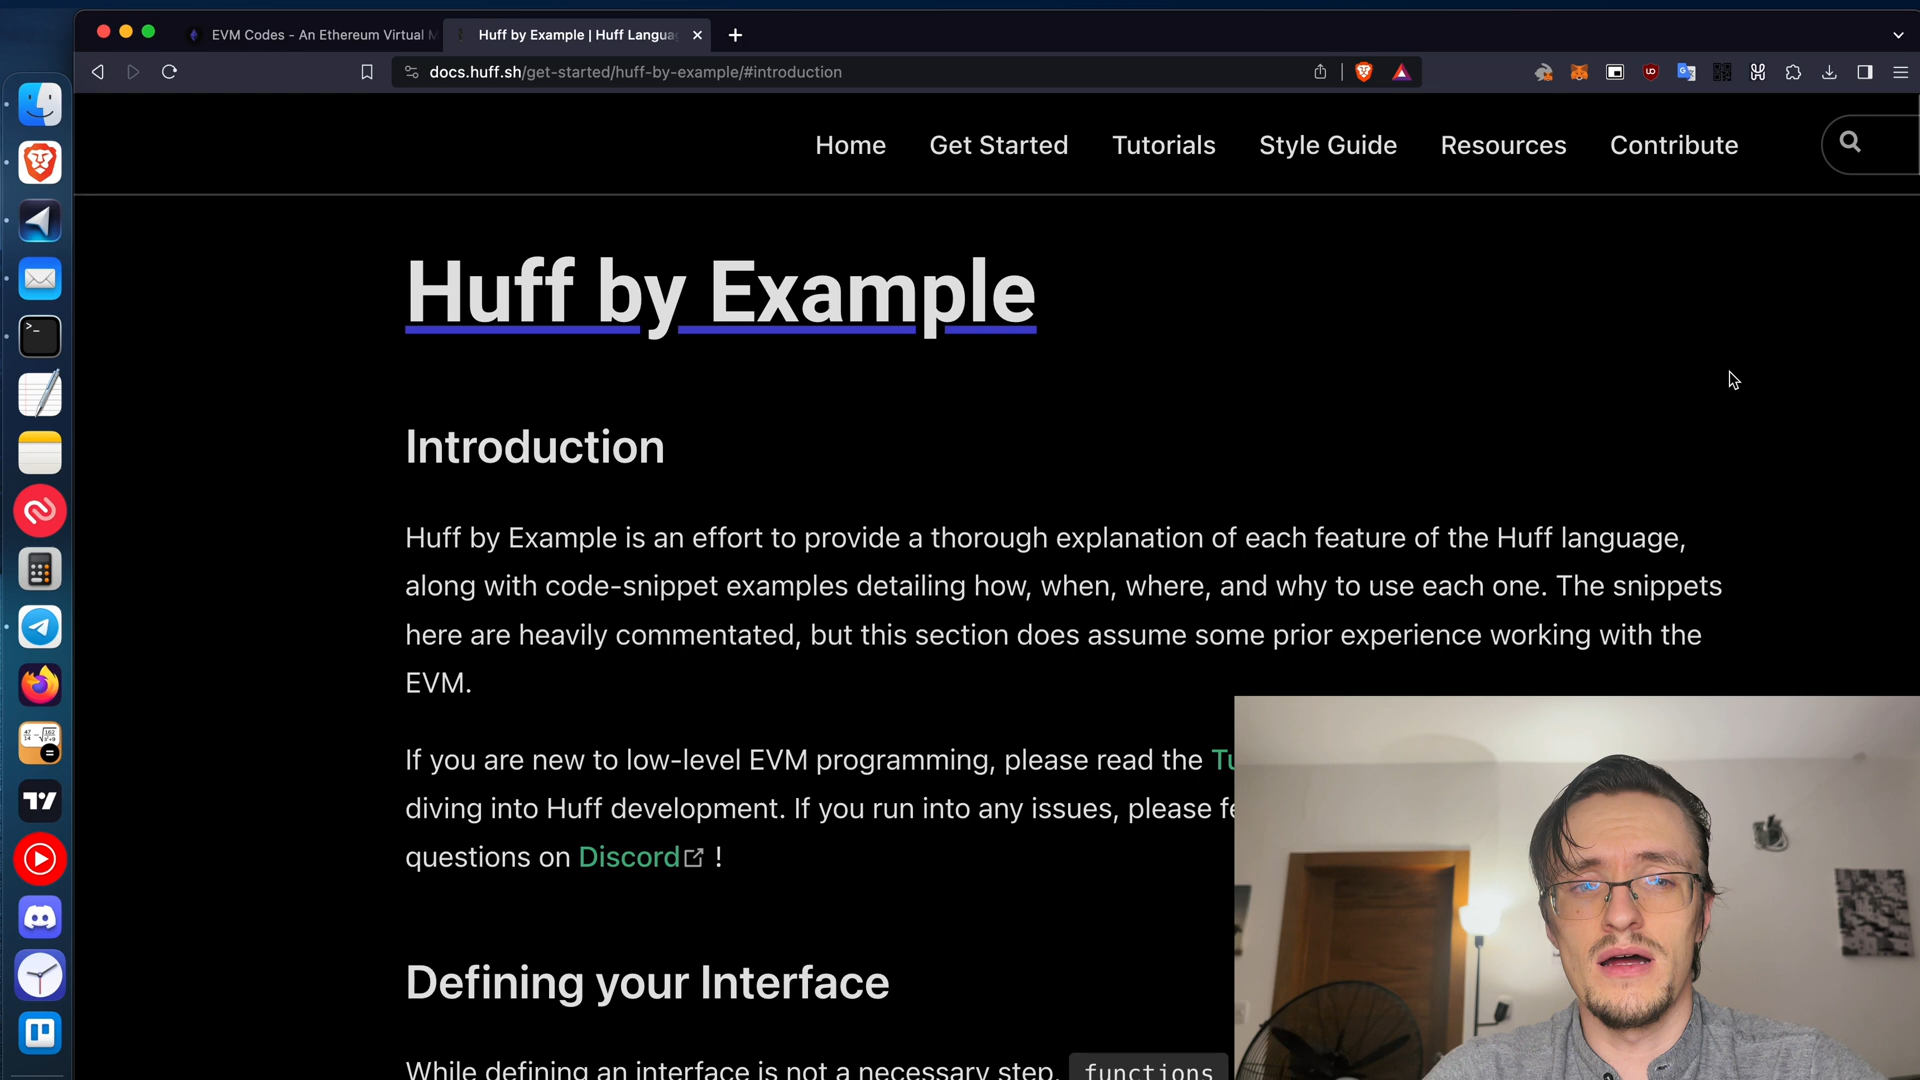 EVM Codes - An Ethereum Virtual M
Huff by Example | Huff Langua
docs.huff.sh/get-started/huff-by-example/#introduction
Home Get Started Tutorials Style Guide Resources Contribute
Huff by Example
Introduction
Huff by Example is an effort to provide a thorough explanation of each feature of the Huff language,
along with code-snippet examples detailing how, when, where, and why to use each one. The snippets
here are heavily commentated, but this section does assume some prior experience working with the
EVM.
If you are new to low-level EVM programming, please read the Tu
diving into Huff development. If you run into any issues, please fe
questions on Discord !
Defining your Interface
While defining an interface is not a necessary step, functions